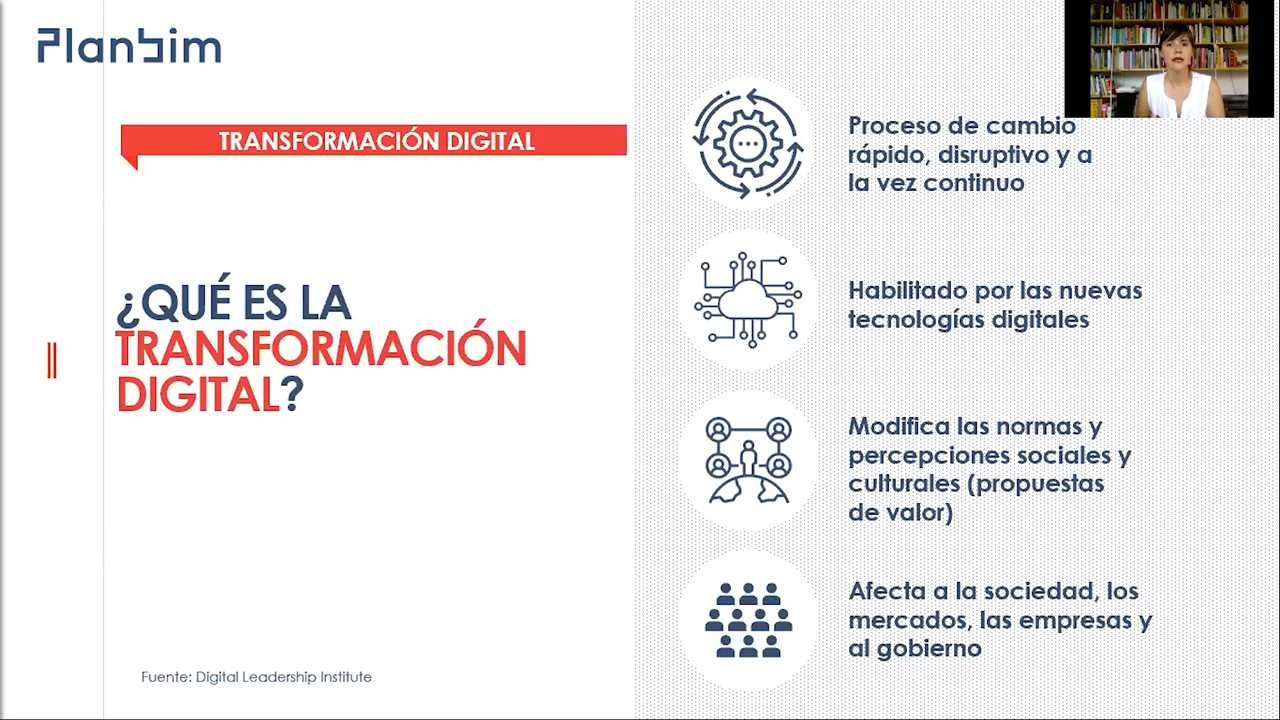 PlanBim
TRANSFORMACIÓN DIGITAL
¿QUÉ ES LA
TRANSFORMACIÓN
DIGITAL?
Fuente: Digital Leadership Institute
Proceso de cambio
rápido, disruptivo y a
la vez continuo
Habilitado por las nuevas
tecnologías digitales
Modifica las normas y
percepciones sociales y
culturales (propuestas
de valor)
Afecta a la sociedad, los
mercados, las empresas y
al gobierno